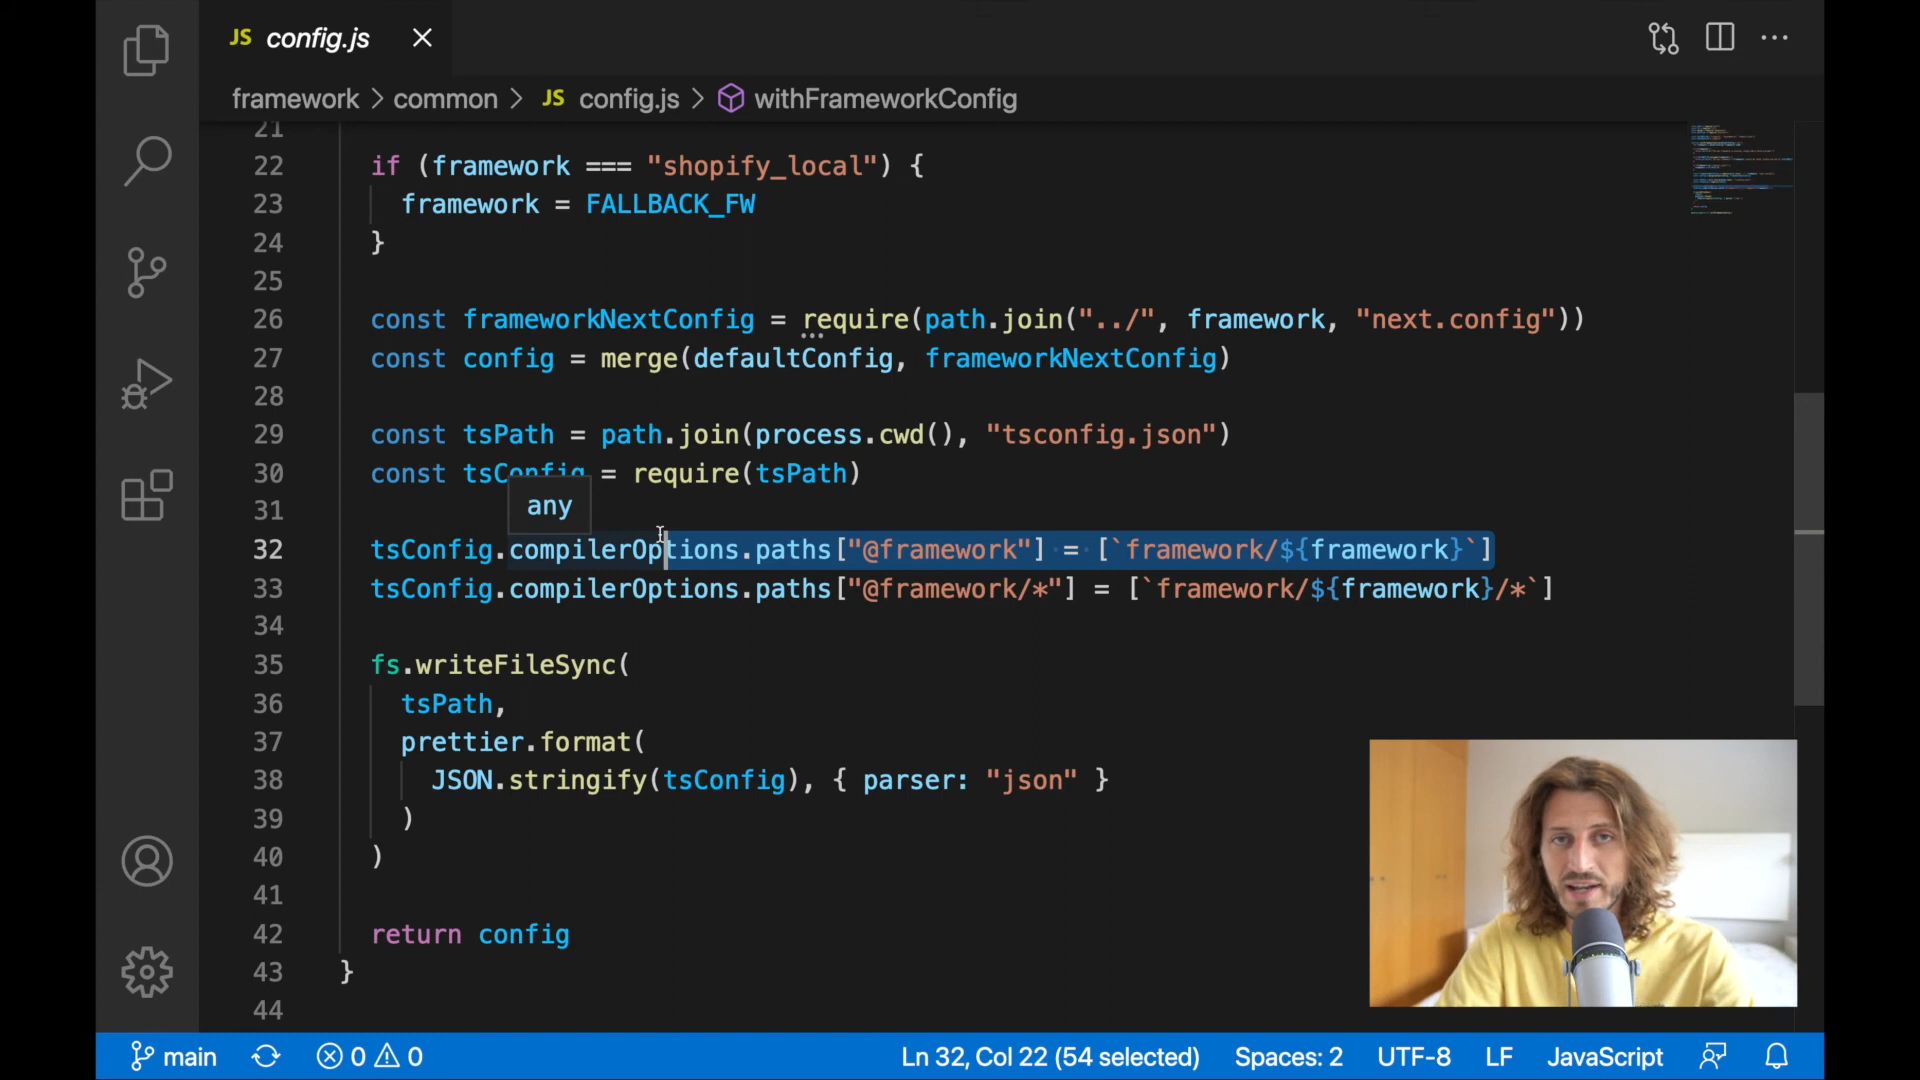 JS config.js
framework > common > JS config.js > withFrameworkConfig
21
22 if (framework === "shopify_local") {
23 framework = FALLBACK_FW
24 }
25
26 const frameworkNextConfig = require(path.join("../", framework, "next.config"))
27 const config = merge(defaultConfig, frameworkNextConfig)
28
29 const tsPath = path.join(process.cwd(), "tsconfig.json")
30 const tsConfig = require(tsPath)
any
31
32 tsConfig.compilerOptions.paths["@framework"] = [`framework/${framework}`]
33 tsConfig.compilerOptions.paths["@framework/*"] = [`framework/${framework}/*`]
34
35 fs.writeFileSync(
36 tsPath,
37 prettier.format(
38 JSON.stringify(tsConfig), { parser: "json" }
39 )
40 )
41
42 return config
43 }
44
main 0 0 Ln 32, Col 22 (54 selected) Spaces: 2 UTF-8 LF JavaScript